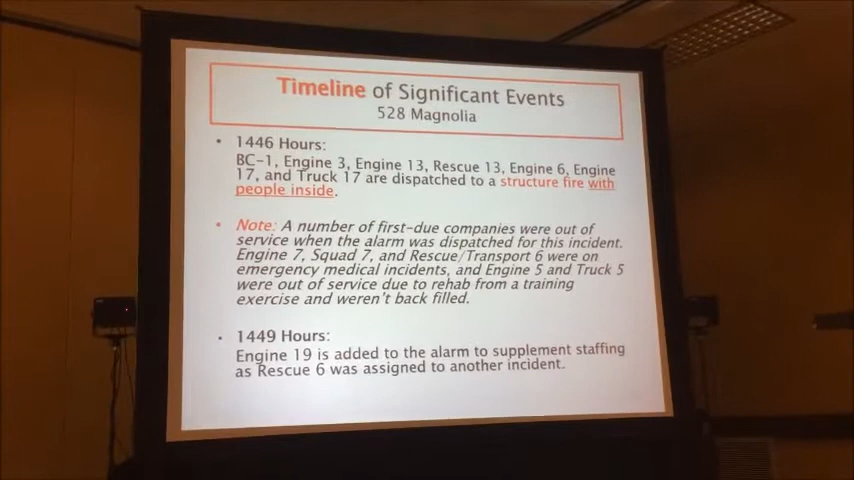 Timeline of Significant Events
528 Magnolia
• 1446 Hours:
BC-1, Engine 3, Engine 13, Rescue 13, Engine 6, Engine
17, and Truck 17 are dispatched to a structure fire with
people inside.
• Note: A number of first-due companies were out of
service when the alarm was dispatched for this incident.
Engine 7, Squad 7, and Rescue/Transport 6 were on
emergency medical incidents, and Engine 5 and Truck 5
were out of service due to rehab from a training
exercise and weren't back filled.
• 1449 Hours:
Engine 19 is added to the alarm to supplement staffing
as Rescue 6 was assigned to another incident.